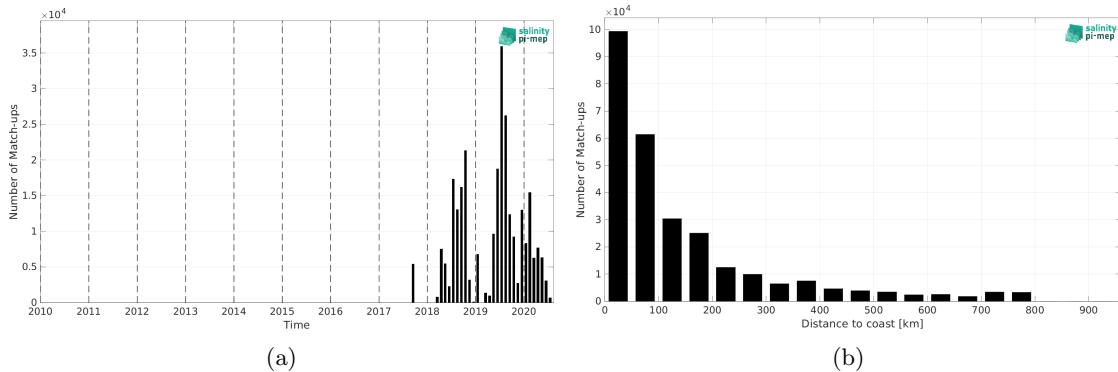 ×10⁴
salinity
pi-mep
3.5
3
2.5
2
1.5
1
0.5
0
Number of Match-ups
2010 2011 2012 2013 2014 2015 2016 2017 2018 2019 2020
Time
(a)
×10⁴
salinity
pi-mep
10
9
8
7
6
5
4
3
2
1
0
Number of Match-ups
0 100 200 300 400 500 600 700 800 900
Distance to coast [km]
(b)